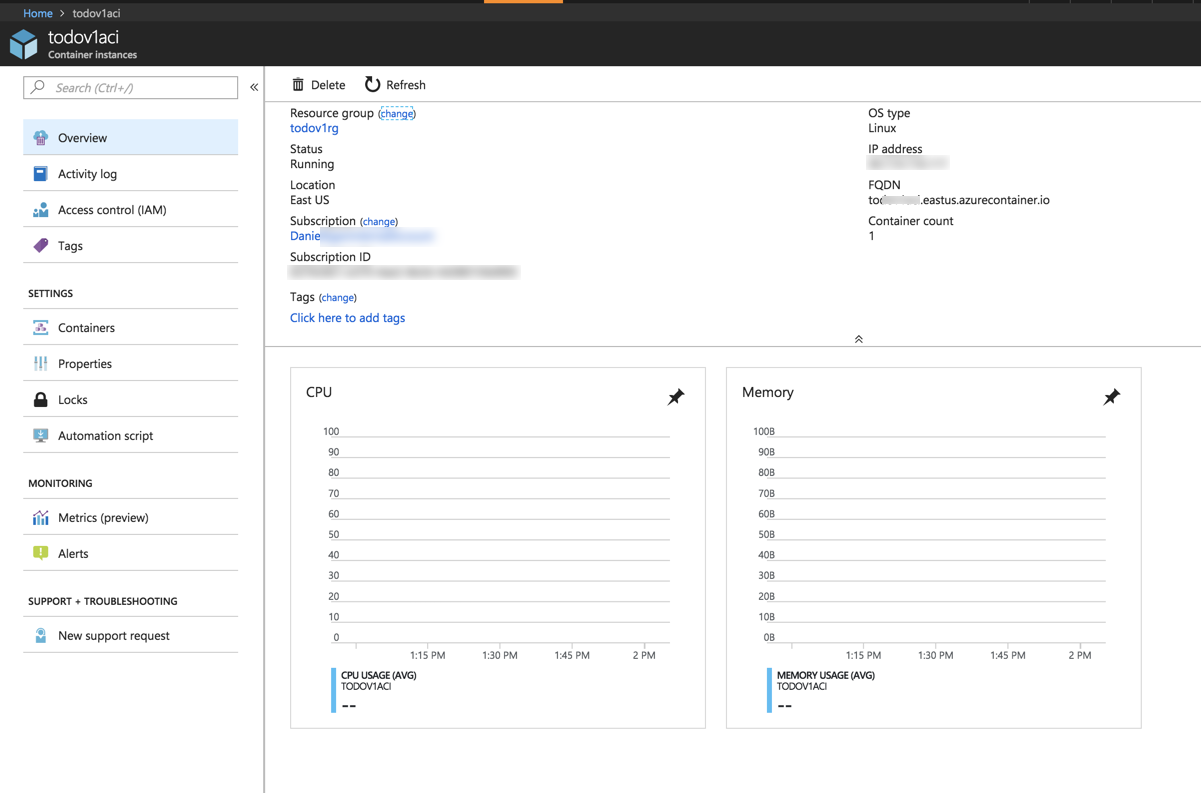 Home > todov1aci
todov1aci
Container instances
Search (Ctrl+/)
«
Overview
Activity log
Access control (IAM)
Tags
SETTINGS
Containers
Properties
Locks
Automation script
MONITORING
Metrics (preview)
Alerts
SUPPORT + TROUBLESHOOTING
New support request
Delete
Refresh
Resource group (change)
todov1rg
Status
Running
Location
East US
Subscription (change)
Danie
Subscription ID
Tags (change)
Click here to add tags
OS type
Linux
IP address
FQDN
.eastus.azurecontainer.io
Container count
1
CPU
100
90
80
70
60
50
40
30
20
10
0
1:15 PM
1:30 PM
1:45 PM
2 PM
CPU USAGE (AVG)
TODOV1ACI
--
Memory
100B
90B
80B
70B
60B
50B
40B
30B
20B
10B
0B
1:15 PM
1:30 PM
1:45 PM
2 PM
MEMORY USAGE (AVG)
TODOV1ACI
--